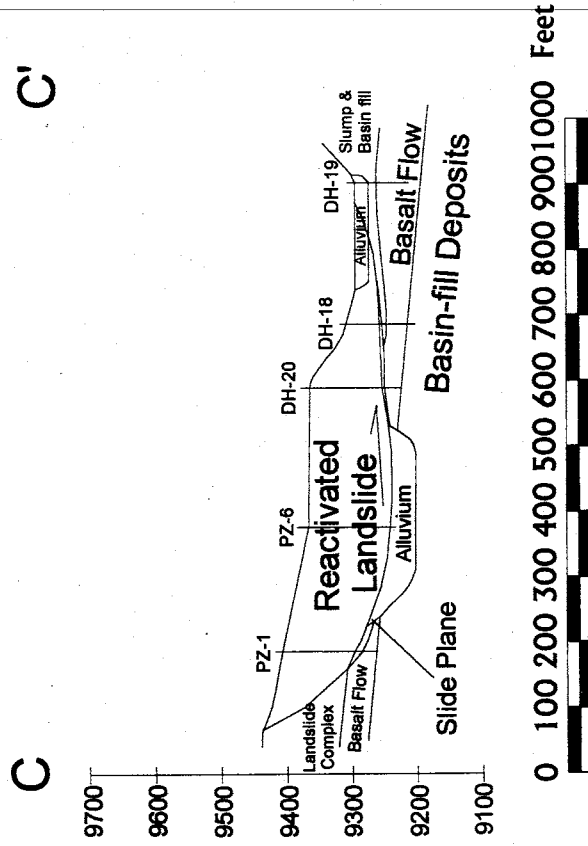 C
C'
9700
9600
9500
9400
9300
9200
9100
PZ-1
PZ-6
DH-20
DH-18
DH-19
Landslide
Complex
Basalt Flow
Reactivated
Landslide
Alluvium
Alluvium
Slump &
Basin fill
Basalt Flow
Basin-fill Deposits
Slide Plane
0 100 200 300 400 500 600 700 800 900 1000 Feet